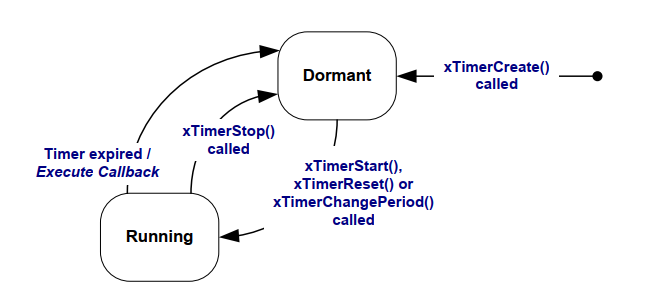 xTimerCreate()
called
Dormant
xTimerStop()
called
Timer expired /
Execute Callback
xTimerStart(),
xTimerReset() or
xTimerChangePeriod()
called
Running